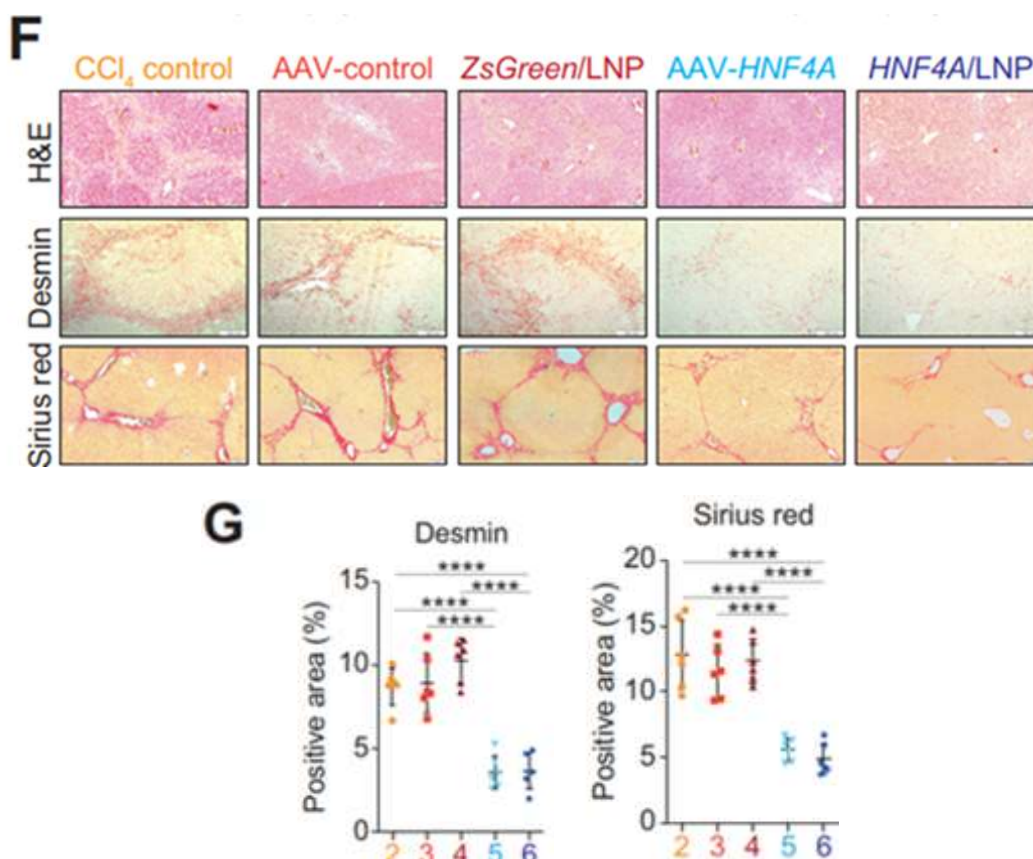 F
CCl4 control AAV-control ZsGreen/LNP AAV-HNF4A HNF4A/LNP
H&E
Desmin
Sirius red
G
Desmin
Positive area (%)
15
10
5
0
****
****
****
****
2 3 4 5 6
Sirius red
Positive area (%)
20
15
10
5
0
****
****
****
****
2 3 4 5 6